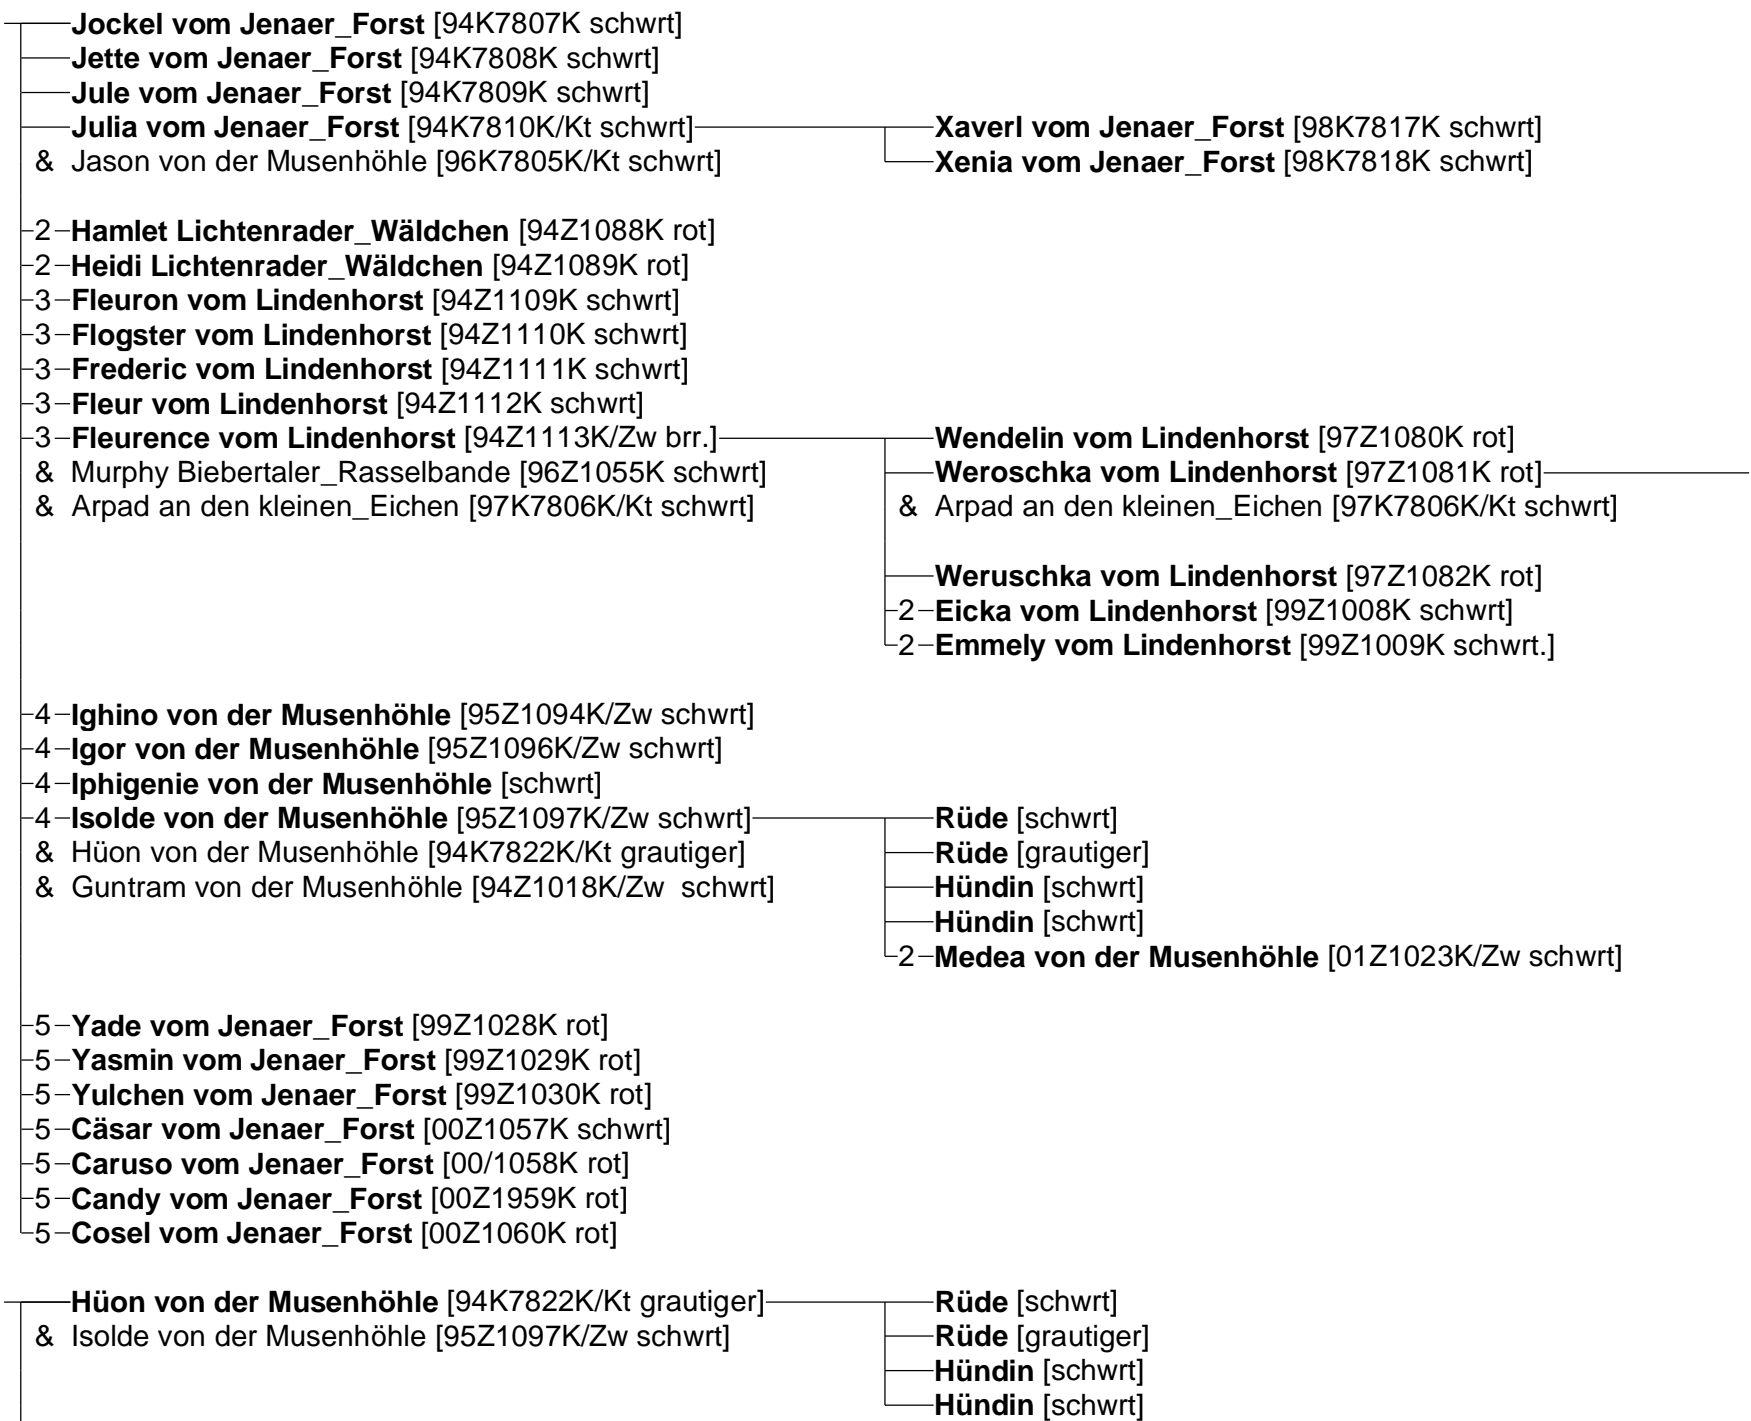 Jockel vom Jenaer_Forst [94K7807K schwrt]
Jette vom Jenaer_Forst [94K7808K schwrt]
Jule vom Jenaer_Forst [94K7809K schwrt]
Julia vom Jenaer_Forst [94K7810K/Kt schwrt] Xaverl vom Jenaer_Forst [98K7817K schwrt]
& Jason von der Musenhöhle [96K7805K/Kt schwrt] Xenia vom Jenaer_Forst [98K7818K schwrt]
2 Hamlet Lichtenrader_Wäldchen [94Z1088K rot]
2 Heidi Lichtenrader_Wäldchen [94Z1089K rot]
3 Fleuron vom Lindenhorst [94Z1109K schwrt]
3 Flogster vom Lindenhorst [94Z1110K schwrt]
3 Frederic vom Lindenhorst [94Z1111K schwrt]
3 Fleur vom Lindenhorst [94Z1112K schwrt]
3 Fleurence vom Lindenhorst [94Z1113K/Zw brr.] Wendelin vom Lindenhorst [97Z1080K rot]
& Murphy Biebertaler_Rasselbande [96Z1055K schwrt] Weroschka vom Lindenhorst [97Z1081K rot]
& Arpad an den kleinen_Eichen [97K7806K/Kt schwrt] & Arpad an den kleinen_Eichen [97K7806K/Kt schwrt]
Weruschka vom Lindenhorst [97Z1082K rot]
2 Eicka vom Lindenhorst [99Z1008K schwrt]
2 Emmely vom Lindenhorst [99Z1009K schwrt.]
4 Ighino von der Musenhöhle [95Z1094K/Zw schwrt]
4 Igor von der Musenhöhle [95Z1096K/Zw schwrt]
4 Iphigenie von der Musenhöhle [schwrt]
4 Isolde von der Musenhöhle [95Z1097K/Zw schwrt] Rüde [schwrt]
& Hüon von der Musenhöhle [94K7822K/Kt grautiger] Rüde [grautiger]
& Guntram von der Musenhöhle [94Z1018K/Zw  schwrt] Hündin [schwrt]
Hündin [schwrt]
2 Medea von der Musenhöhle [01Z1023K/Zw schwrt]
5 Yade vom Jenaer_Forst [99Z1028K rot]
5 Yasmin vom Jenaer_Forst [99Z1029K rot]
5 Yulchen vom Jenaer_Forst [99Z1030K rot]
5 Cäsar vom Jenaer_Forst [00Z1057K schwrt]
5 Caruso vom Jenaer_Forst [00/1058K rot]
5 Candy vom Jenaer_Forst [00Z1959K rot]
5 Cosel vom Jenaer_Forst [00Z1060K rot]
Hüon von der Musenhöhle [94K7822K/Kt grautiger] Rüde [schwrt]
& Isolde von der Musenhöhle [95Z1097K/Zw schwrt] Rüde [grautiger]
Hündin [schwrt]
Hündin [schwrt]